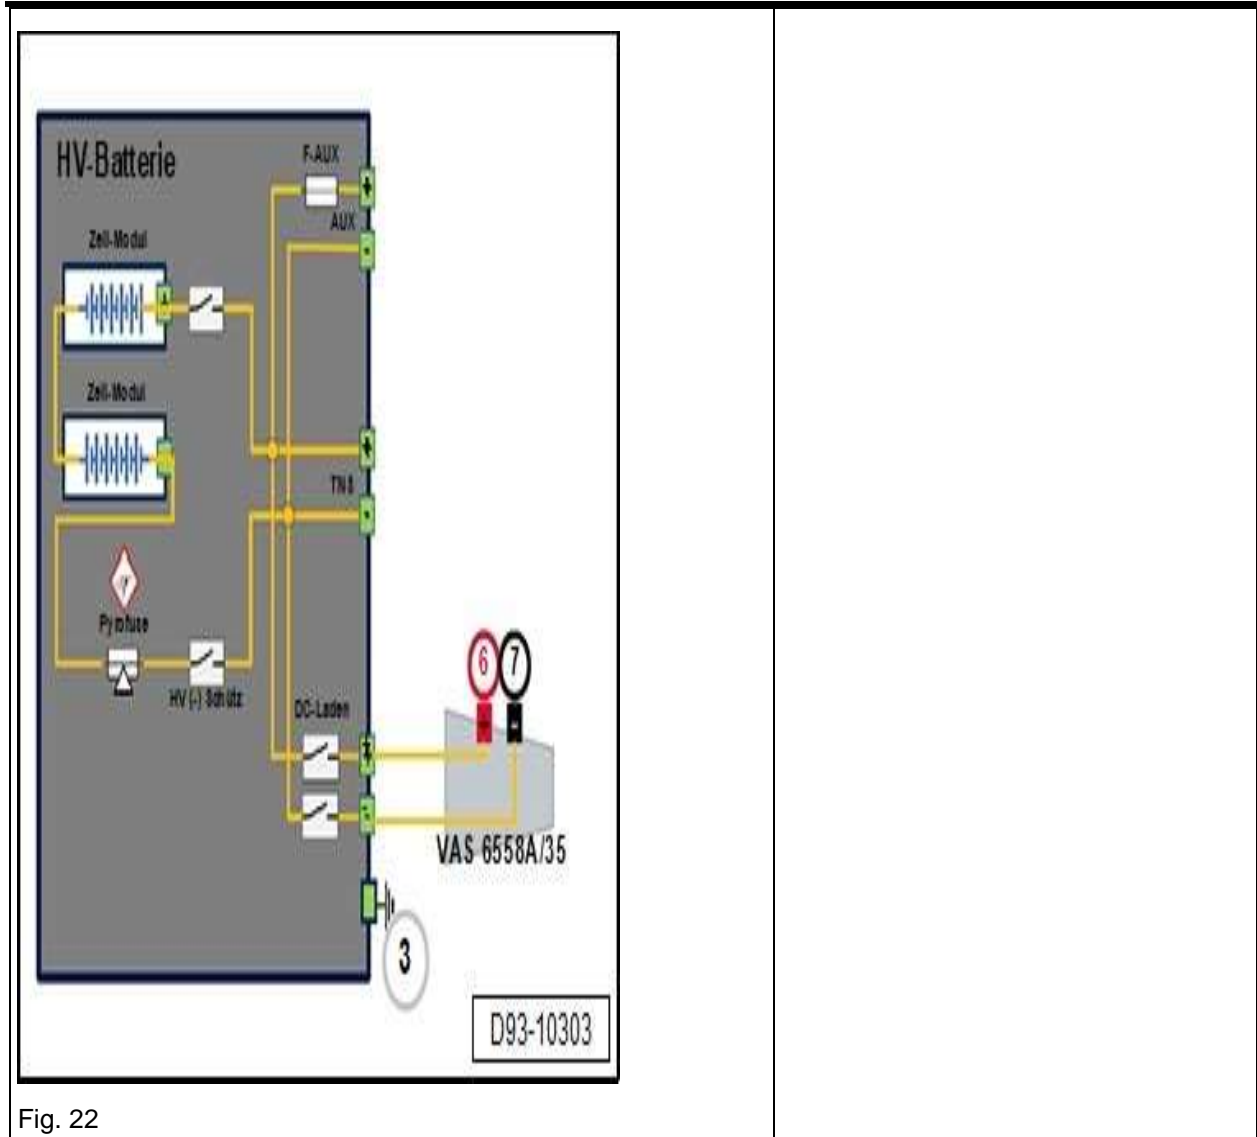 HV-Batterie
F-AUX
+
AUX
-
Zell-Modul
+
Zell-Modul
+
TNS
-
Pyrofuse
HV (-) Schütz
6 7
DC-Laden
+ -
+
-
VAS 6558A/35
3
D93-10303
Fig. 22